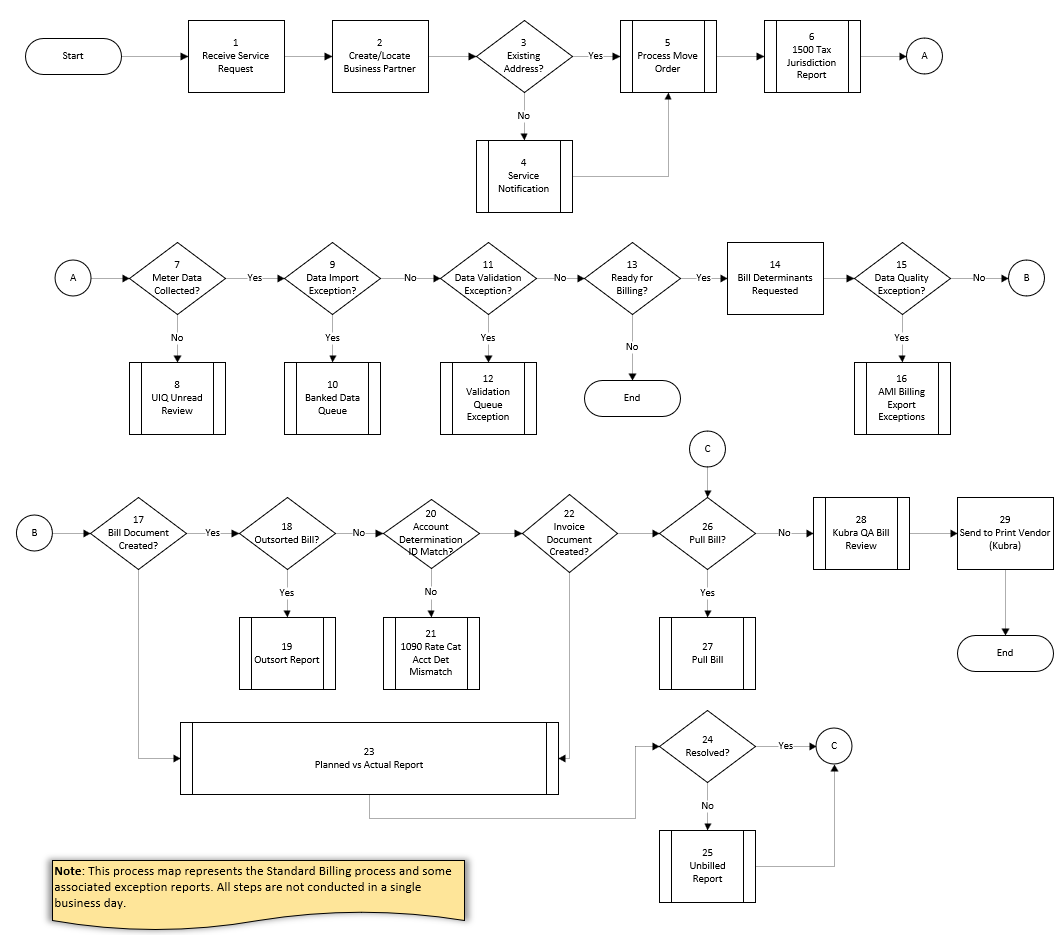 Start
1
Receive Service
Request
2
Create/Locate
Business Partner
3
Existing
Address?
Yes
5
Process Move
Order
6
1500 Tax
Jurisdiction
Report
A
No
4
Service
Notification
A
7
Meter Data
Collected?
Yes
9
Data Import
Exception?
No
11
Data Validation
Exception?
No
13
Ready for
Billing?
Yes
14
Bill Determinants
Requested
15
Data Quality
Exception?
No
B
No
Yes
Yes
No
Yes
8
UIQ Unread
Review
10
Banked Data
Queue
12
Validation
Queue
Exception
End
16
AMI Billing
Export
Exceptions
C
B
17
Bill Document
Created?
Yes
18
Outsorted Bill?
No
20
Account
Determination
ID Match?
22
Invoice
Document
Created?
26
Pull Bill?
No
28
Kubra QA Bill
Review
29
Send to Print Vendor
(Kubra)
Yes
No
Yes
19
Outsort Report
21
1090 Rate Cat
Acct Det
Mismatch
27
Pull Bill
End
23
Planned vs Actual Report
24
Resolved?
Yes
C
No
25
Unbilled
Report
Note: This process map represents the Standard Billing process and some
associated exception reports. All steps are not conducted in a single
business day.